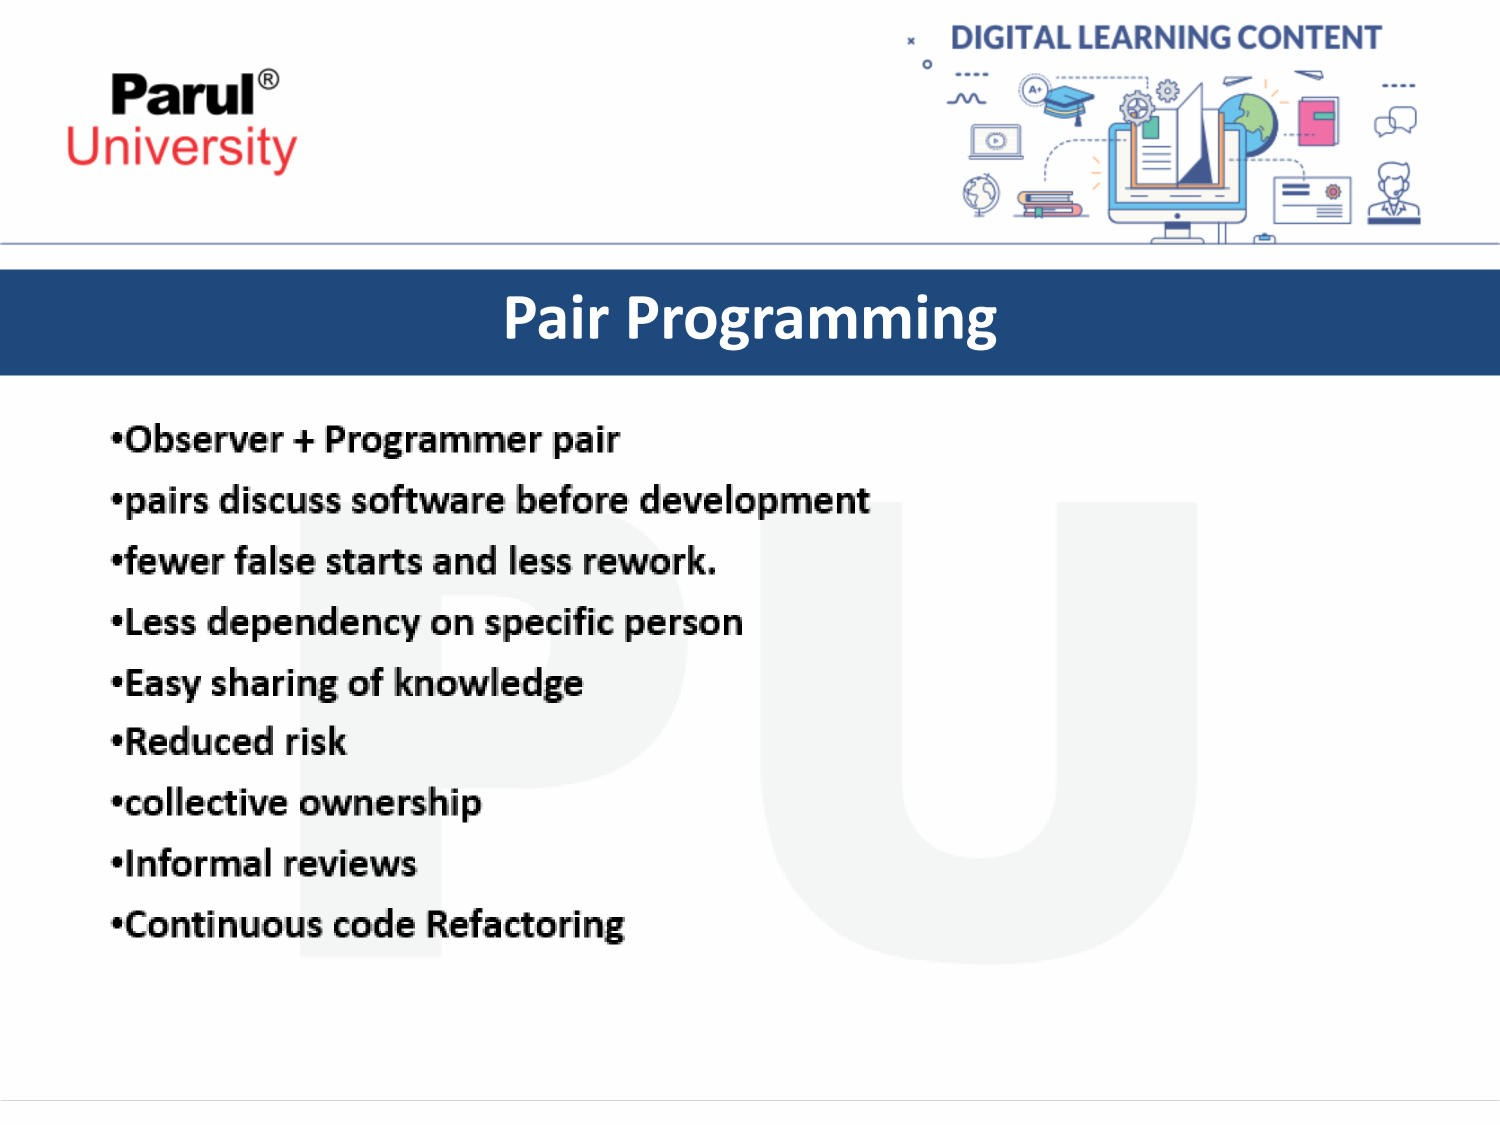 DIGITAL LEARNING CONTENT
Parul®
University
A+
Pair Programming
•Observer + Programmer pair
•pairs discuss software before development
•fewer false starts and less rework.
•Less dependency on specific person
•Easy sharing of knowledge
•Reduced risk
•collective ownership
•Informal reviews
•Continuous code Refactoring
PU